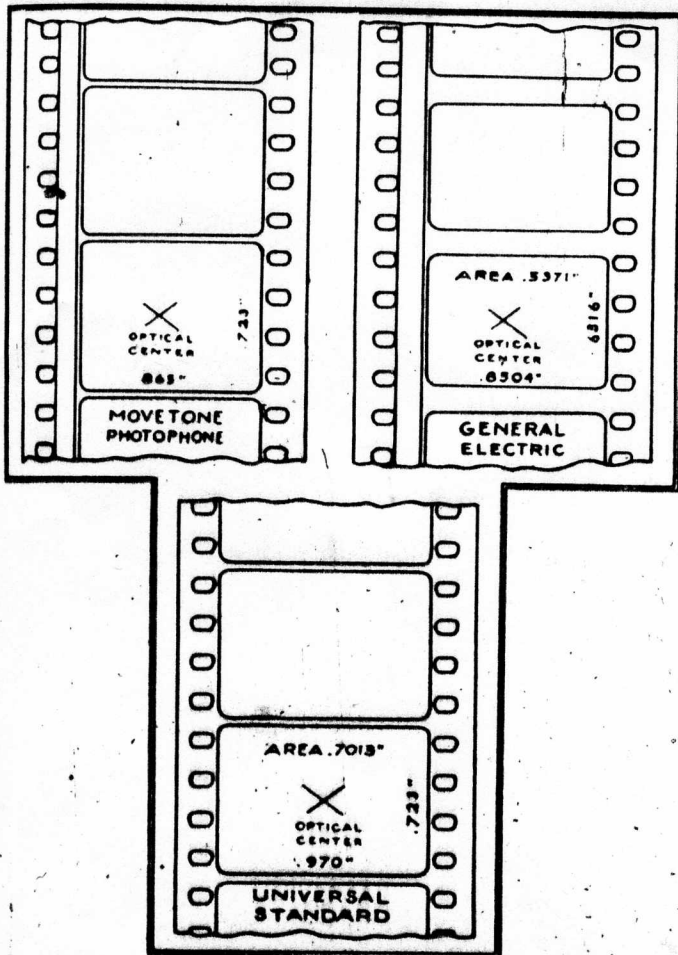 .723"
OPTICAL
CENTER
.865"
MOVETONE
PHOTOPHONE
AREA .5371"
.6316"
OPTICAL
CENTER
.8504"
GENERAL
ELECTRIC
AREA .7013"
.723"
OPTICAL
CENTER
.970"
UNIVERSAL
STANDARD